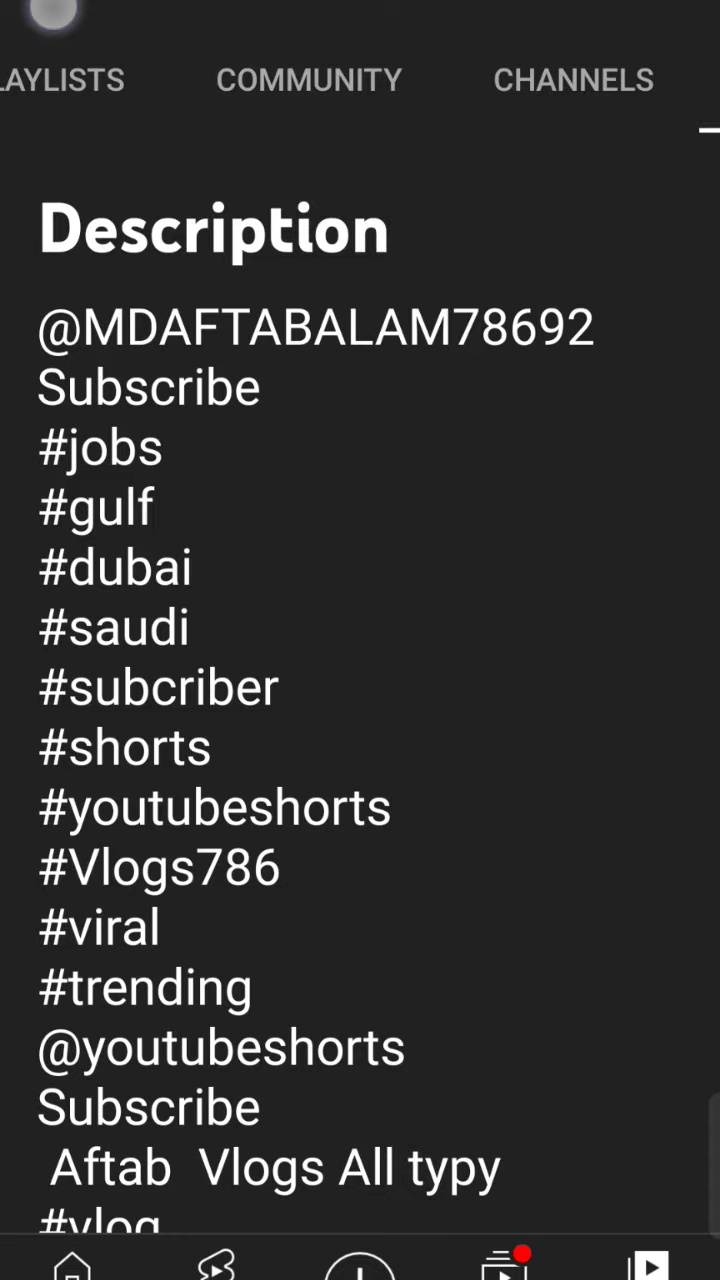 LAYLISTS COMMUNITY CHANNELS
Description
@MDAFTABALAM78692
Subscribe
#jobs
#gulf
#dubai
#saudi
#subcriber
#shorts
#youtubeshorts
#Vlogs786
#viral
#trending
@youtubeshorts
Subscribe
Aftab Vlogs All typy
#vlog